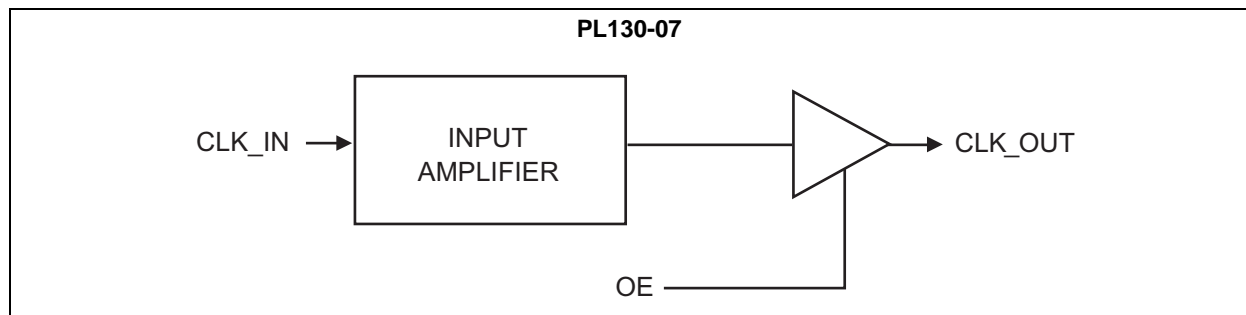 PL130-07
CLK_IN
INPUT
AMPLIFIER
CLK_OUT
OE